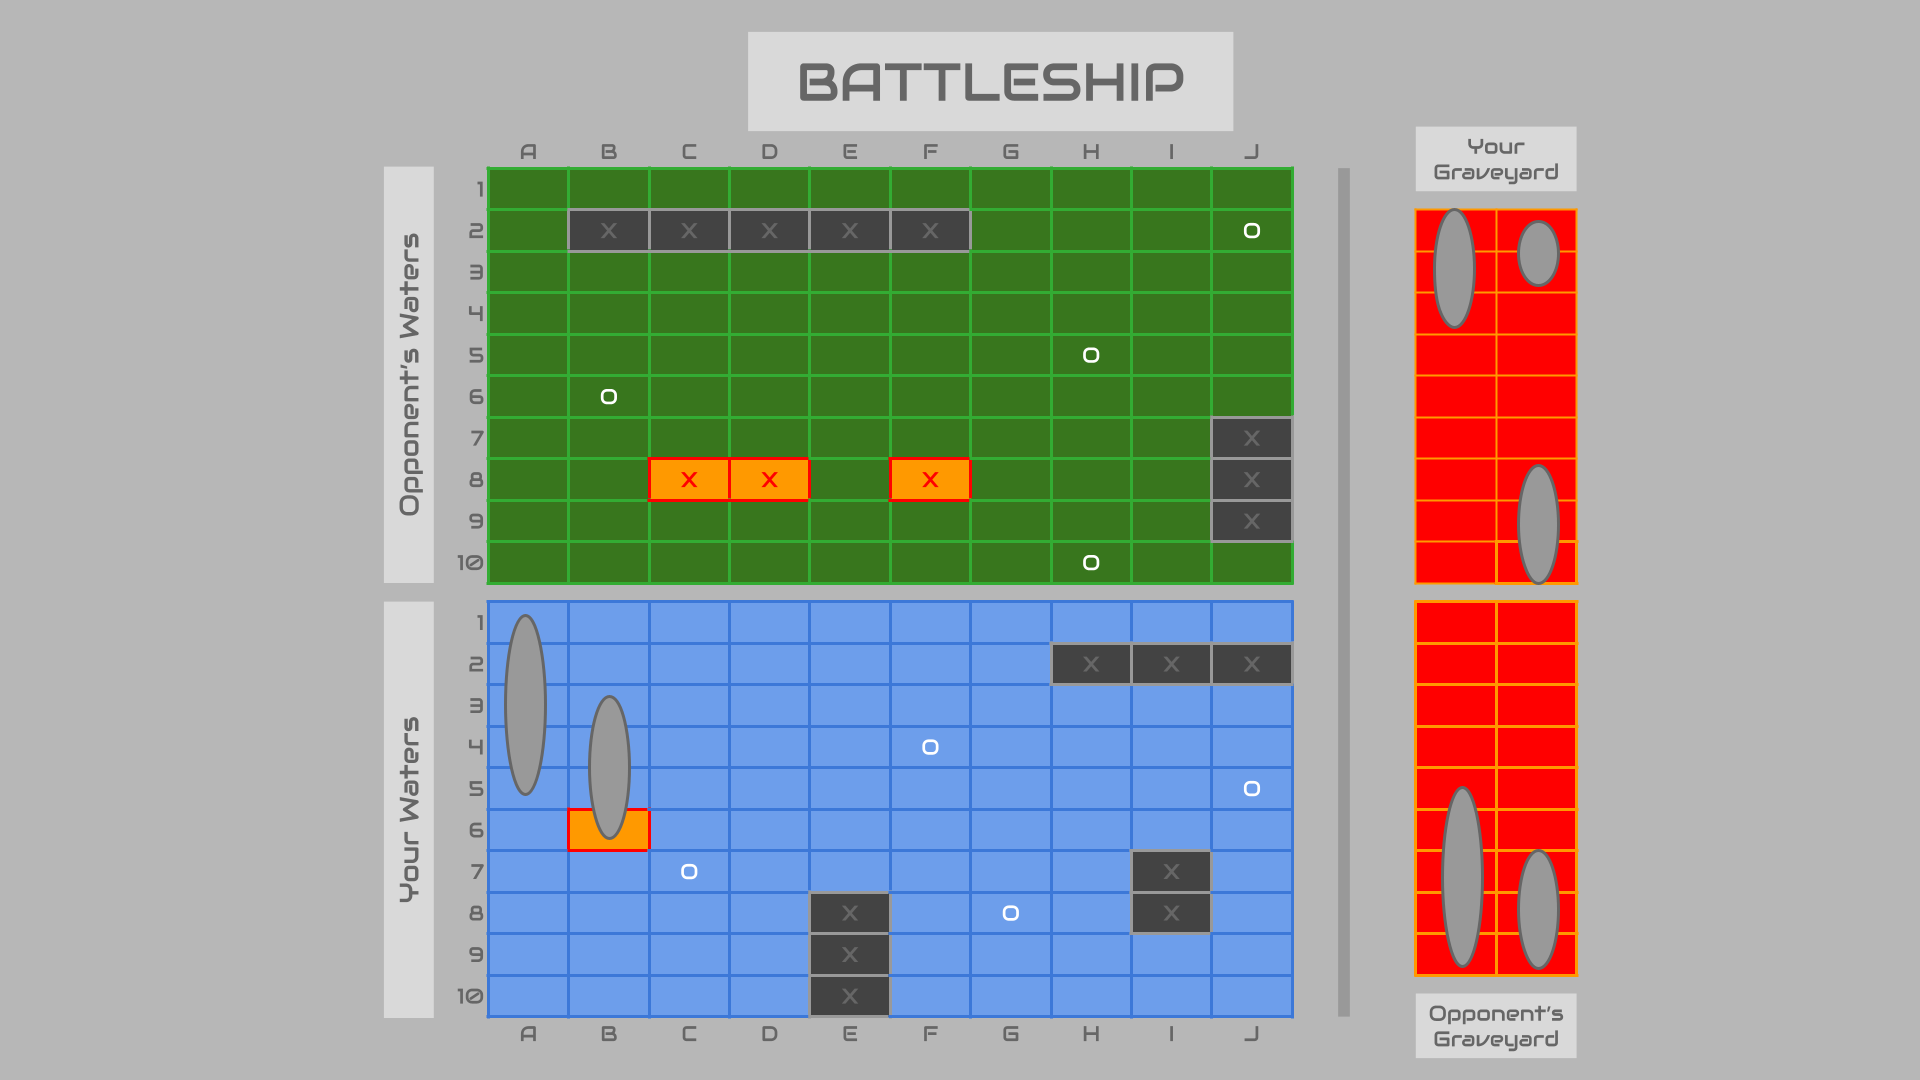 BATTLESHIP
A B C D E F G H I J
Your
Graveyard
Opponent's Waters
1
2 X X X X X O
3
4
5 O
6 O
7 X
8 X X X X
9 X
10 O
Your Waters
1
2 X X X
3
4 O
5 O
6
7 O X
8 X O X
9 X
10 X
A B C D E F G H I J
Opponent's
Graveyard